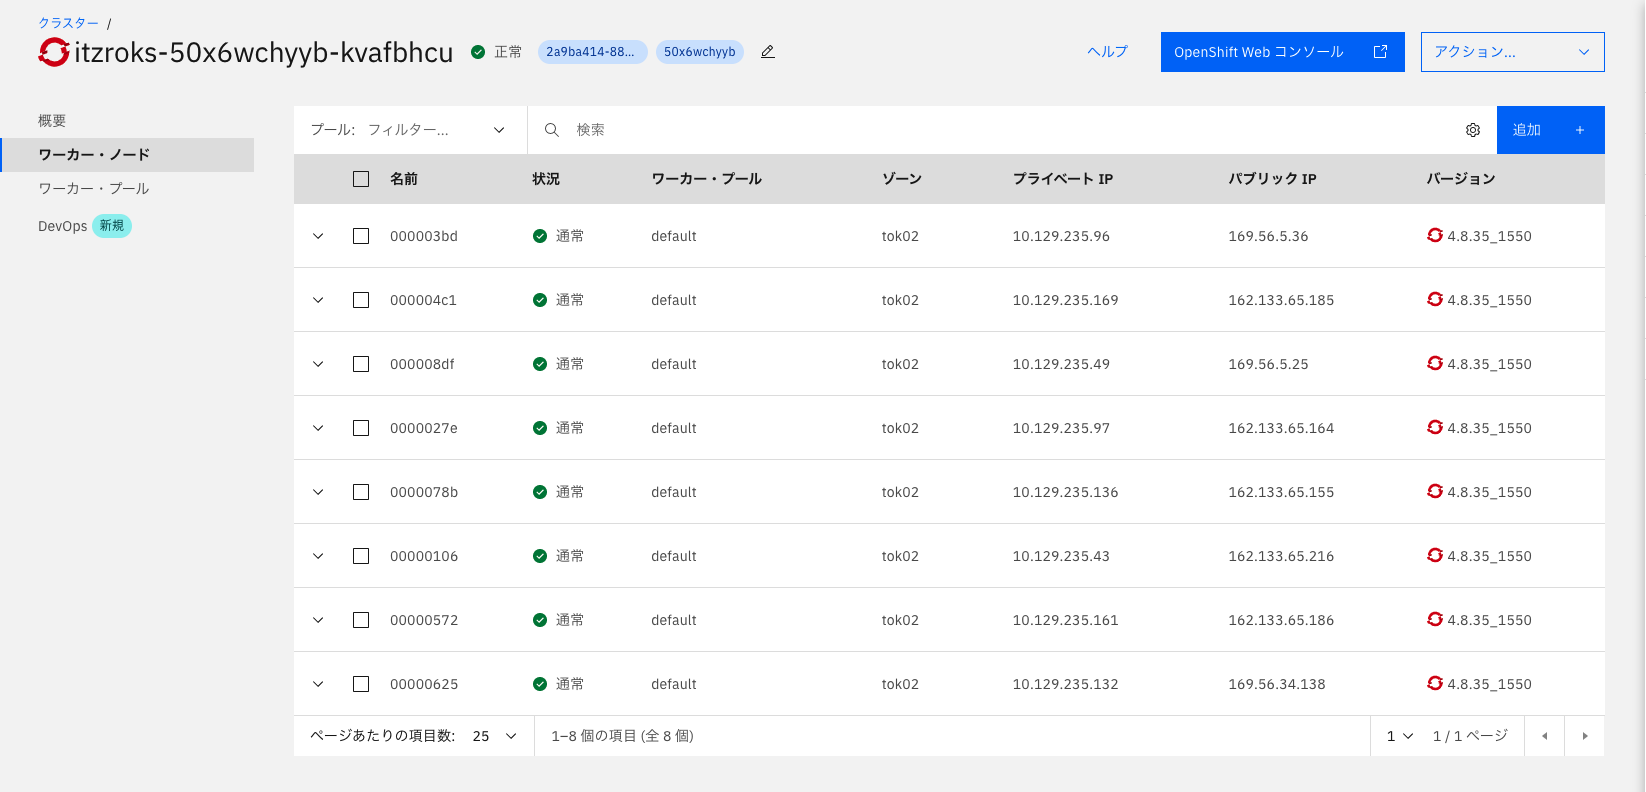 クラスター /
itzroks-50x6wchyyb-kvafbhcu 正常 2a9ba414-88... 50x6wchyyb ヘルプ OpenShift Web コンソール アクション...
概要
ワーカー・ノード
ワーカー・プール
DevOps 新規
プール: フィルター... 検索 追加 +
名前 状況 ワーカー・プール ゾーン プライベート IP パブリック IP バージョン
000003bd 通常 default tok02 10.129.235.96 169.56.5.36 4.8.35_1550
000004c1 通常 default tok02 10.129.235.169 162.133.65.185 4.8.35_1550
000008df 通常 default tok02 10.129.235.49 169.56.5.25 4.8.35_1550
0000027e 通常 default tok02 10.129.235.97 162.133.65.164 4.8.35_1550
0000078b 通常 default tok02 10.129.235.136 162.133.65.155 4.8.35_1550
00000106 通常 default tok02 10.129.235.43 162.133.65.216 4.8.35_1550
00000572 通常 default tok02 10.129.235.161 162.133.65.186 4.8.35_1550
00000625 通常 default tok02 10.129.235.132 169.56.34.138 4.8.35_1550
ページあたりの項目数: 25 1–8 個の項目 (全 8 個) 1 1 / 1 ページ